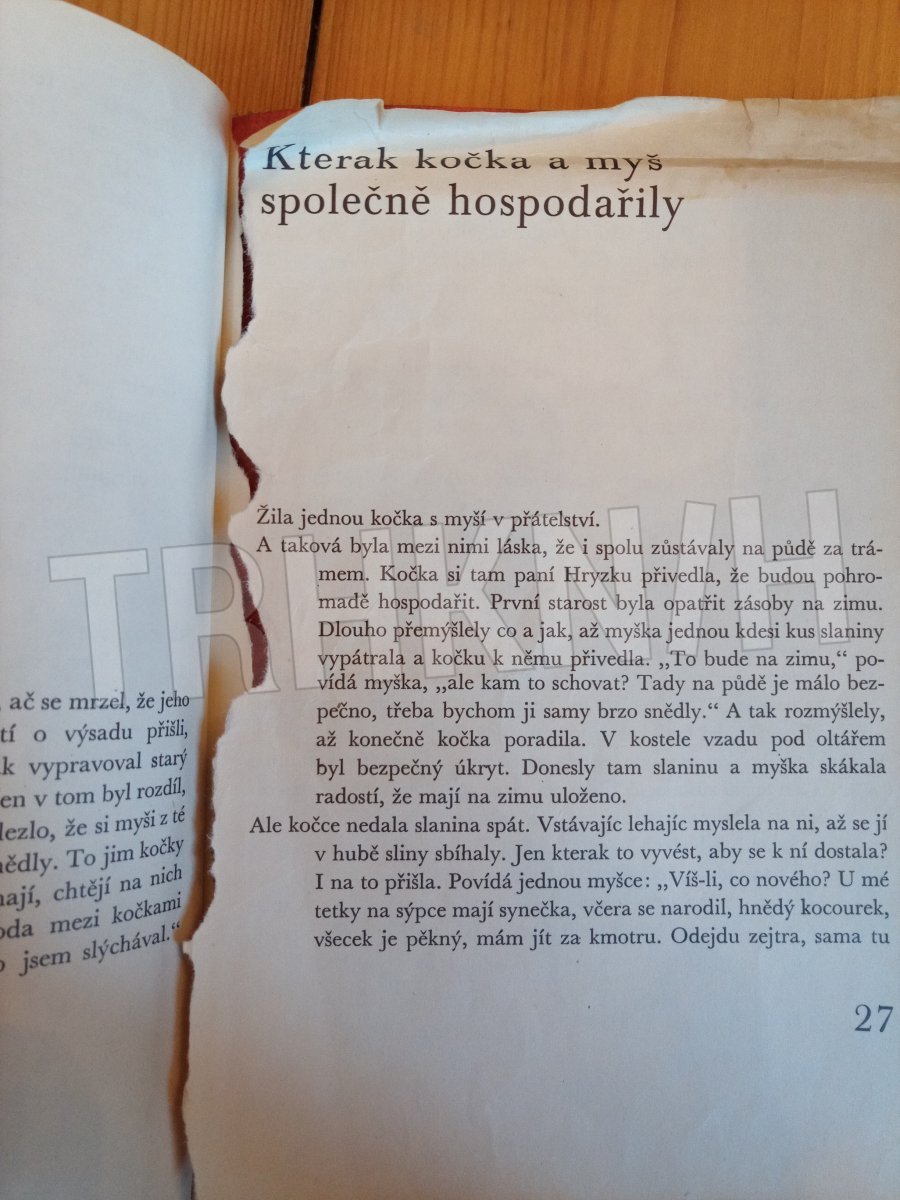 Kterak kočka a myš
společně hospodařily
Žila jednou kočka s myší v přátelství.
A taková byla mezi nimi láska, že i spolu zůstávaly na půdě za trá-
mem. Kočka si tam paní Hryzku přivedla, že budou pohro-
madě hospodařit. První starost byla opatřit zásoby na zimu.
Dlouho přemýšlely co a jak, až myška jednou kdesi kus slaniny
vypátrala a kočku k němu přivedla. „To bude na zimu,“ po-
vídá myška, „ale kam to schovat? Tady na půdě je málo bez-
pečno, třeba bychom ji samy brzo snědly.“ A tak rozmýšlely,
až konečně kočka poradila. V kostele vzadu pod oltářem
byl bezpečný úkryt. Donesly tam slaninu a myška skákala
radostí, že mají na zimu uloženo.
Ale kočce nedala slanina spát. Vstávajíc lehajíc myslela na ni, až se jí
v hubě sliny sbíhaly. Jen kterak to vyvést, aby se k ní dostala?
I na to přišla. Povídá jednou myšce: „Víš-li, co nového? U mé
tetky na sýpce mají synečka, včera se narodil, hnědý kocourek,
všecek je pěkný, mám jít za kmotru. Odejdu zejtra, sama tu
27
ač se mrzel, že jeho
o výsadu přišli,
vypravoval starý
v tom byl rozdíl,
že si myši z té
To jim kočky
chtějí na nich
mezi kočkami
jsem slýchával.“
TRHKNIH